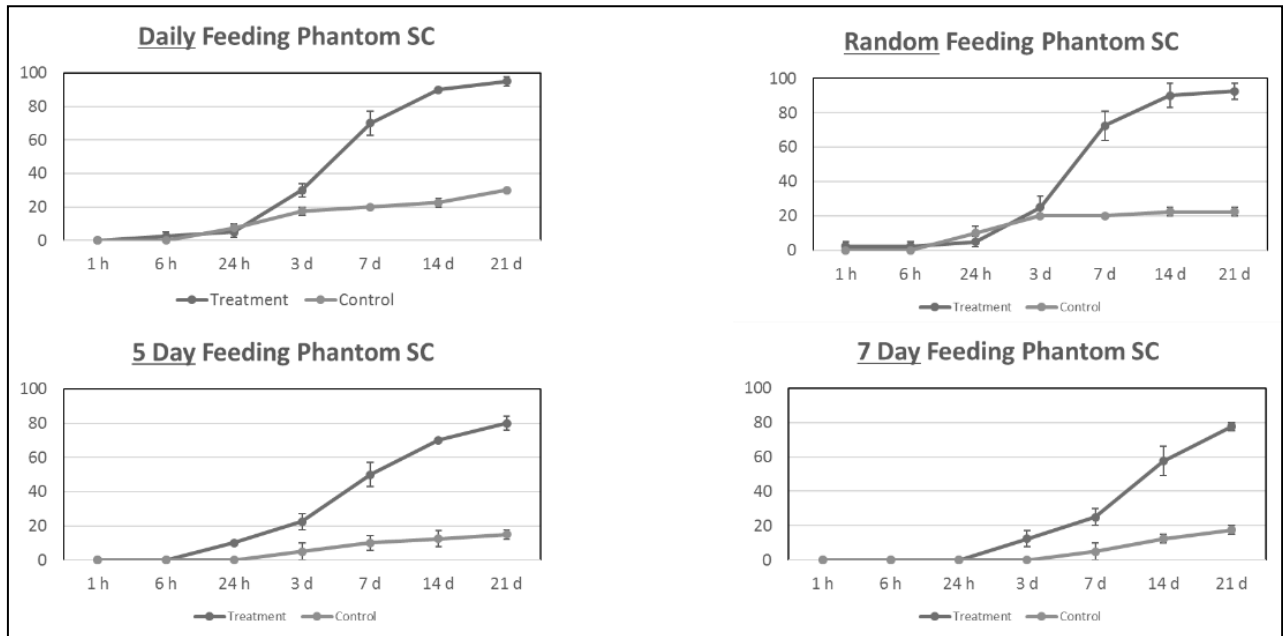 Daily Feeding Phantom SC
100
80
60
40
20
0
1 h 6 h 24 h 3 d 7 d 14 d 21 d
Treatment Control
Random Feeding Phantom SC
100
80
60
40
20
0
1 h 6 h 24 h 3 d 7 d 14 d 21 d
Treatment Control
5 Day Feeding Phantom SC
100
80
60
40
20
0
1 h 6 h 24 h 3 d 7 d 14 d 21 d
Treatment Control
7 Day Feeding Phantom SC
100
80
60
40
20
0
1 h 6 h 24 h 3 d 7 d 14 d 21 d
Treatment Control